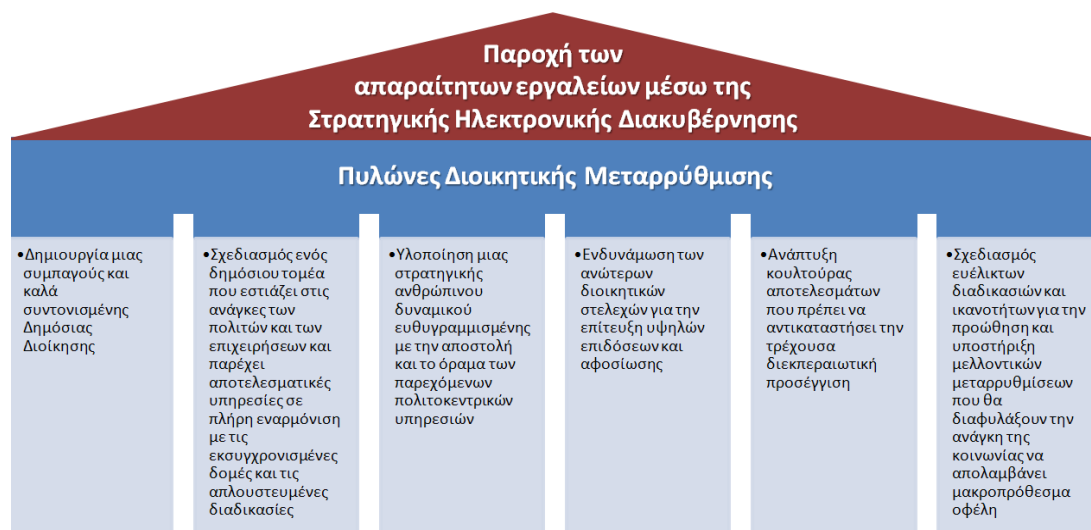 Παροχή των
απαραίτητων εργαλείων μέσω της
Στρατηγικής Ηλεκτρονικής Διακυβέρνησης
Πυλώνες Διοικητικής Μεταρρύθμισης
•Δημιουργία μιας
συμπαγούς και
καλά
συντονισμένης
Δημόσιας
Διοίκησης
•Σχεδιασμός ενός
δημόσιου τομέα
που εστιάζει στις
ανάγκες των
πολιτών και των
επιχειρήσεων και
παρέχει
αποτελεσματικές
υπηρεσίες σε
πλήρη εναρμόνιση
με τις
εκσυγχρονισμένες
δομές και τις
απλουστευμένες
διαδικασίες
•Υλοποίηση μιας
στρατηγικής
ανθρώπινου
δυναμικού
ευθυγραμμισμένης
με την αποστολή
και το όραμα των
παρεχόμενων
πολιτοκεντρικών
υπηρεσιών
•Ενδυνάμωση των
ανώτερων
διοικητικών
στελεχών για την
επίτευξη υψηλών
επιδόσεων και
αφοσίωσης
•Ανάπτυξη
κουλτούρας
αποτελεσμάτων
που πρέπει να
αντικαταστήσει την
τρέχουσα
διεκπεραιωτική
προσέγγιση
•Σχεδιασμός
ευέλικτων
διαδικασιών και
ικανοτήτων για την
προώθηση και
υποστήριξη
μελλοντικών
μεταρρυθμίσεων
που θα
διαφυλάξουν την
ανάγκη της
κοινωνίας να
απολαμβάνει
μακροπρόθεσμα
οφέλη